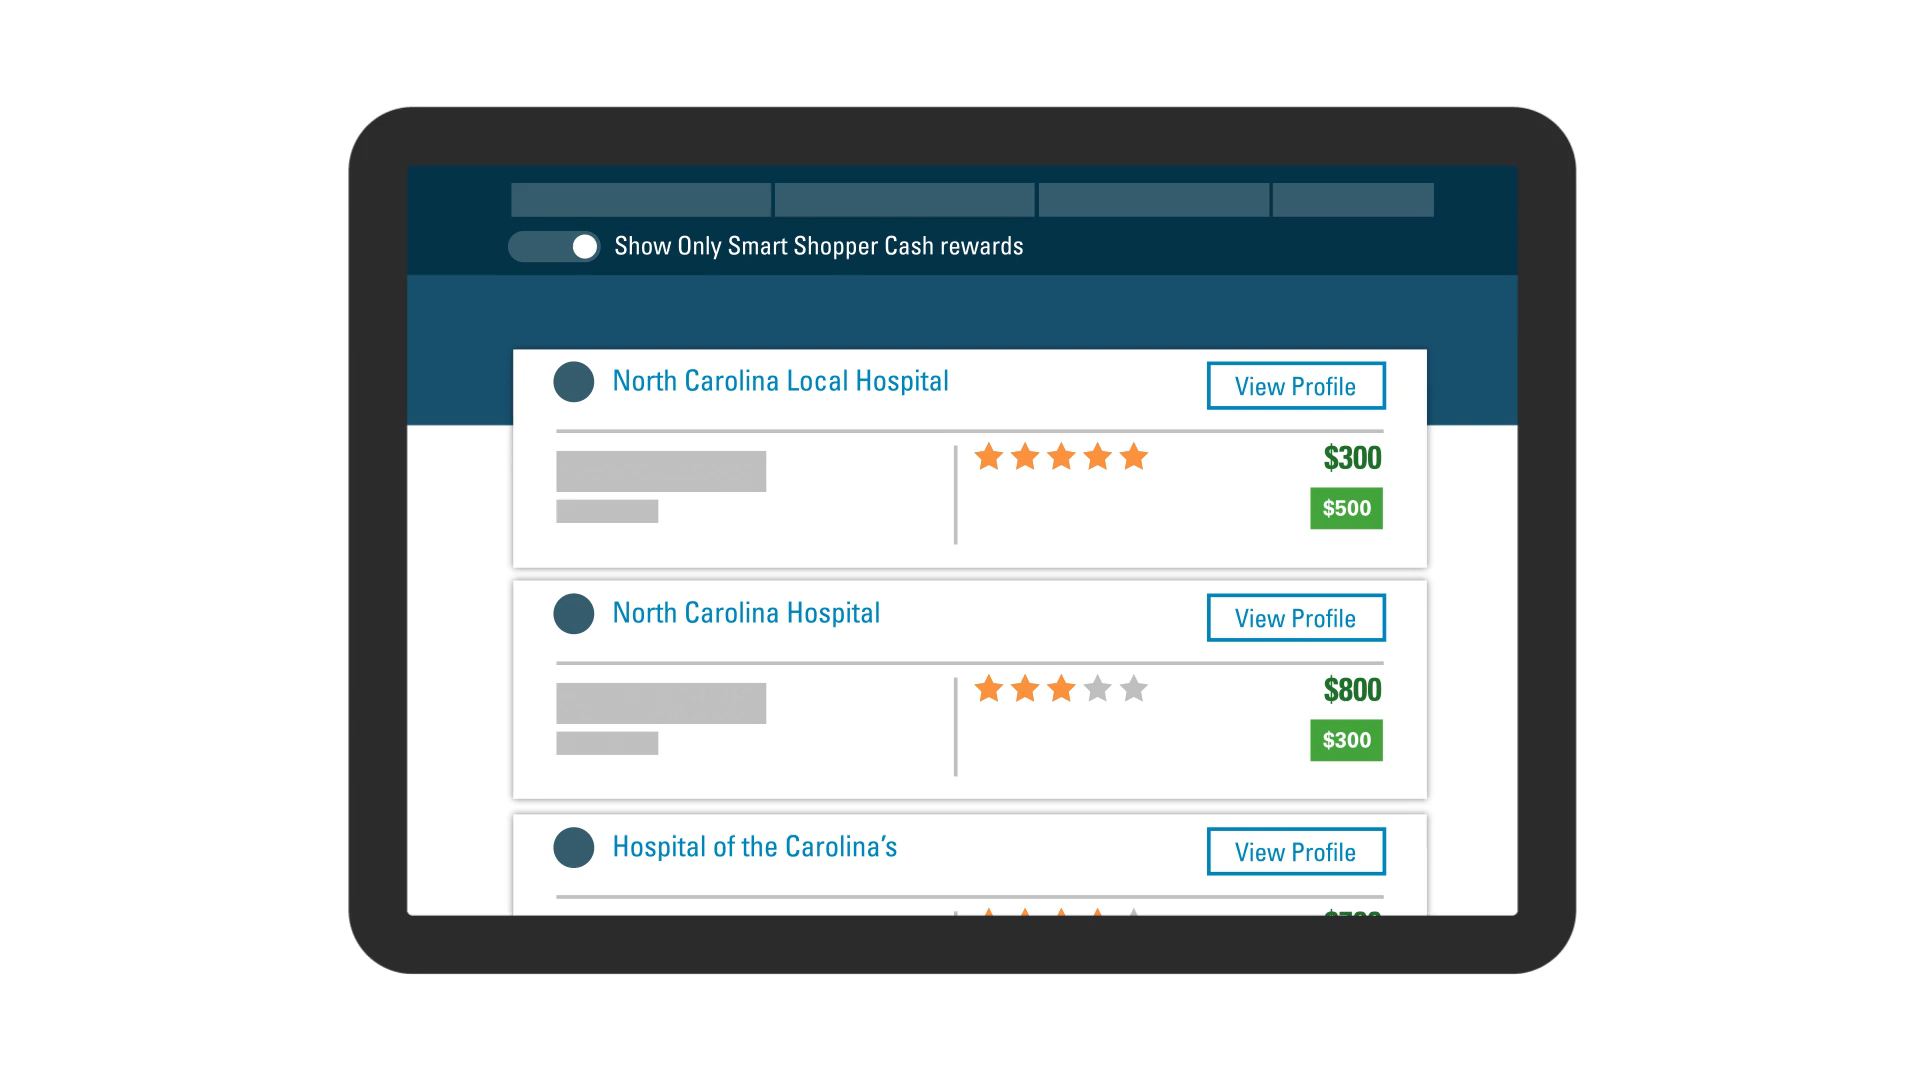 Show Only Smart Shopper Cash rewards
North Carolina Local Hospital
View Profile
$300
$500
North Carolina Hospital
View Profile
$800
$300
Hospital of the Carolina’s
View Profile